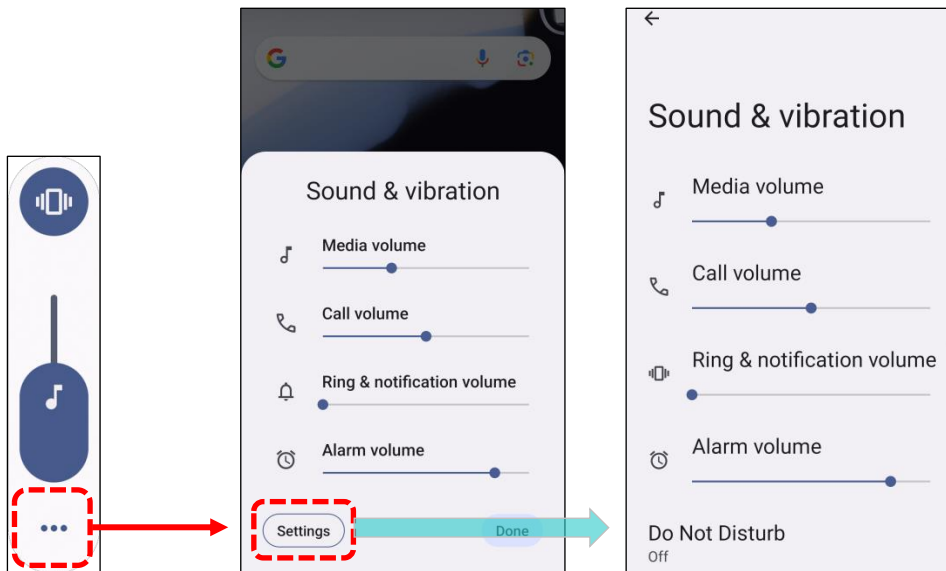 Sound & vibration
Media volume
Call volume
Ring & notification volume
Alarm volume
Settings
Done
Sound & vibration
Media volume
Call volume
Ring & notification volume
Alarm volume
Do Not Disturb
Off